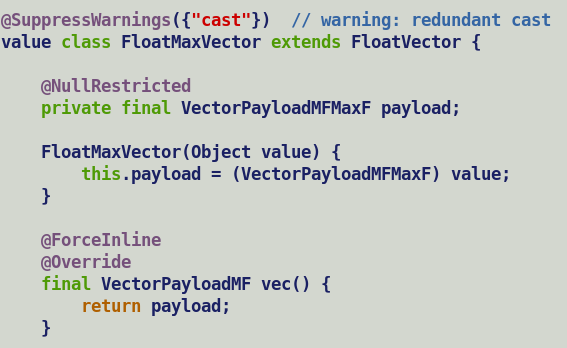 @SuppressWarnings({"cast"})  // warning: redundant cast
value class FloatMaxVector extends FloatVector {

    @NullRestricted
    private final VectorPayloadMFMaxF payload;

    FloatMaxVector(Object value) {
        this.payload = (VectorPayloadMFMaxF) value;
    }

    @ForceInline
    @Override
    final VectorPayloadMF vec() {
        return payload;
    }